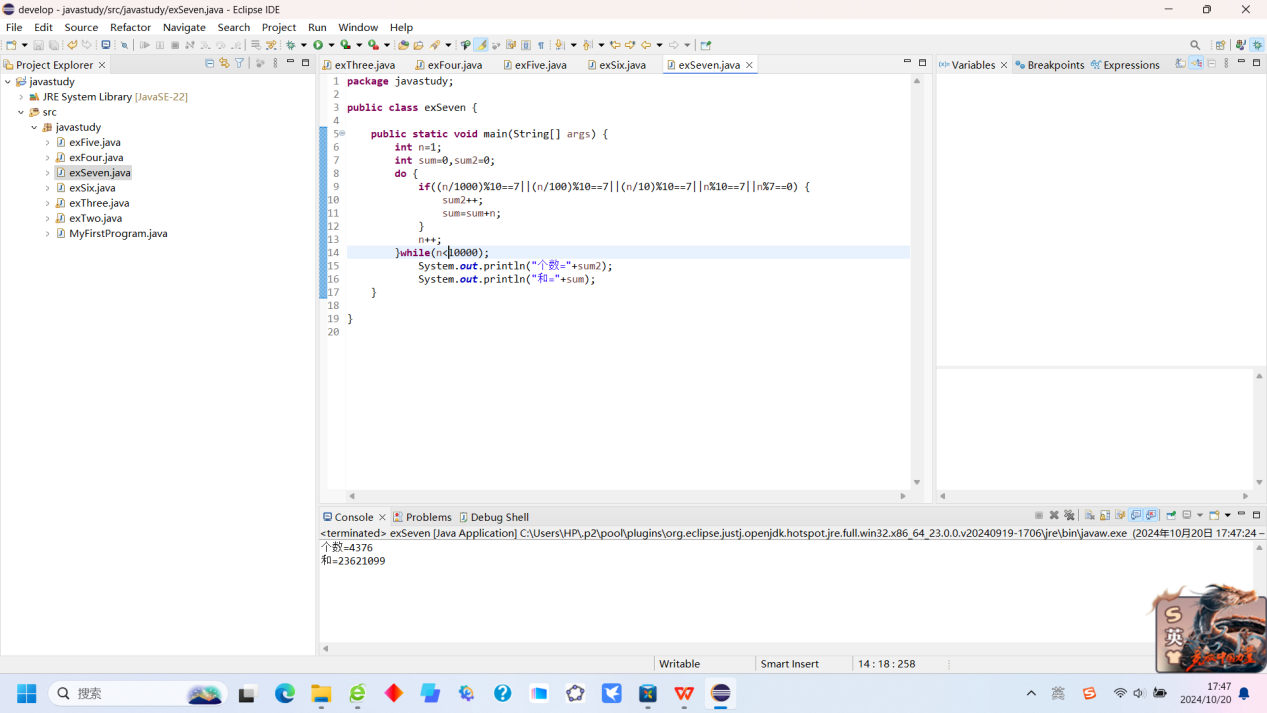 develop - javastudy/src/javastudy/exSeven.java - Eclipse IDE
File Edit Source Refactor Navigate Search Project Run Window Help
Project Explorer
javastudy
JRE System Library [JavaSE-22]
src
javastudy
exFive.java
exFour.java
exSeven.java
exSix.java
exThree.java
exTwo.java
MyFirstProgram.java
exThree.java exFour.java exFive.java exSix.java exSeven.java
1 package javastudy;
2
3 public class exSeven {
4
5 public static void main(String[] args) {
6 int n=1;
7 int sum=0,sum2=0;
8 do {
9 if((n/1000)%10==7||(n/100)%10==7||(n/10)%10==7||n%10==7||n%7==0) {
10 sum2++;
11 sum=sum+n;
12 }
13 n++;
14 }while(n<10000);
15 System.out.println("个数="+sum2);
16 System.out.println("和="+sum);
17 }
18
19 }
20
Variables Breakpoints Expressions
Console Problems Debug Shell
<terminated> exSeven [Java Application] C:\Users\HP\.p2\pool\plugins\org.eclipse.justj.openjdk.hotspot.jre.full.win32.x86_64_23.0.0.v20240919-1706\jre\bin\javaw.exe (2024年10月20日 17:47:24 –
个数=4376
和=23621099
Writable Smart Insert 14 : 18 : 258
S
英
搜索
英
17:47
2024/10/20